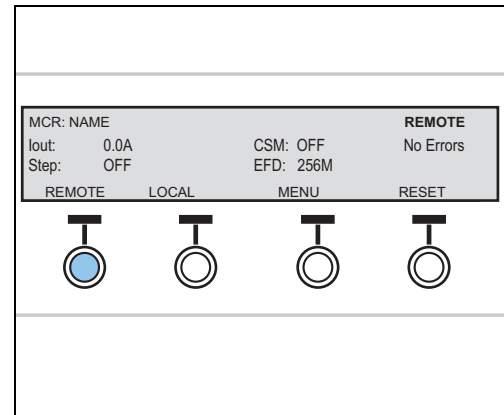 MCR: NAME REMOTE
Iout: 0.0A CSM: OFF No Errors
Step: OFF EFD: 256M
REMOTE LOCAL MENU RESET